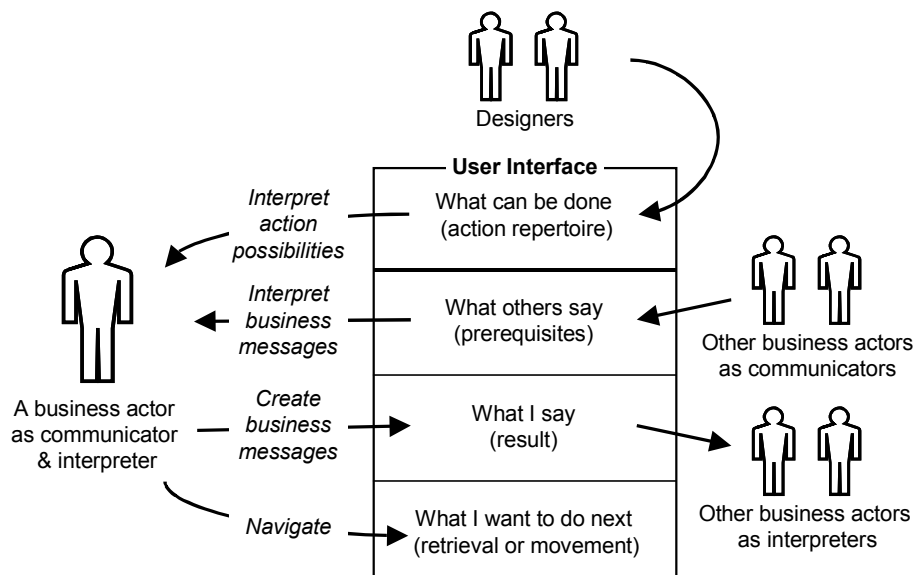 Designers
User Interface
Interpret
action
possibilities
What can be done
(action repertoire)
Interpret
business
messages
What others say
(prerequisites)
Other business actors
as communicators
A business actor
as communicator
& interpreter
Create
business
messages
What I say
(result)
Other business actors
as interpreters
Navigate
What I want to do next
(retrieval or movement)